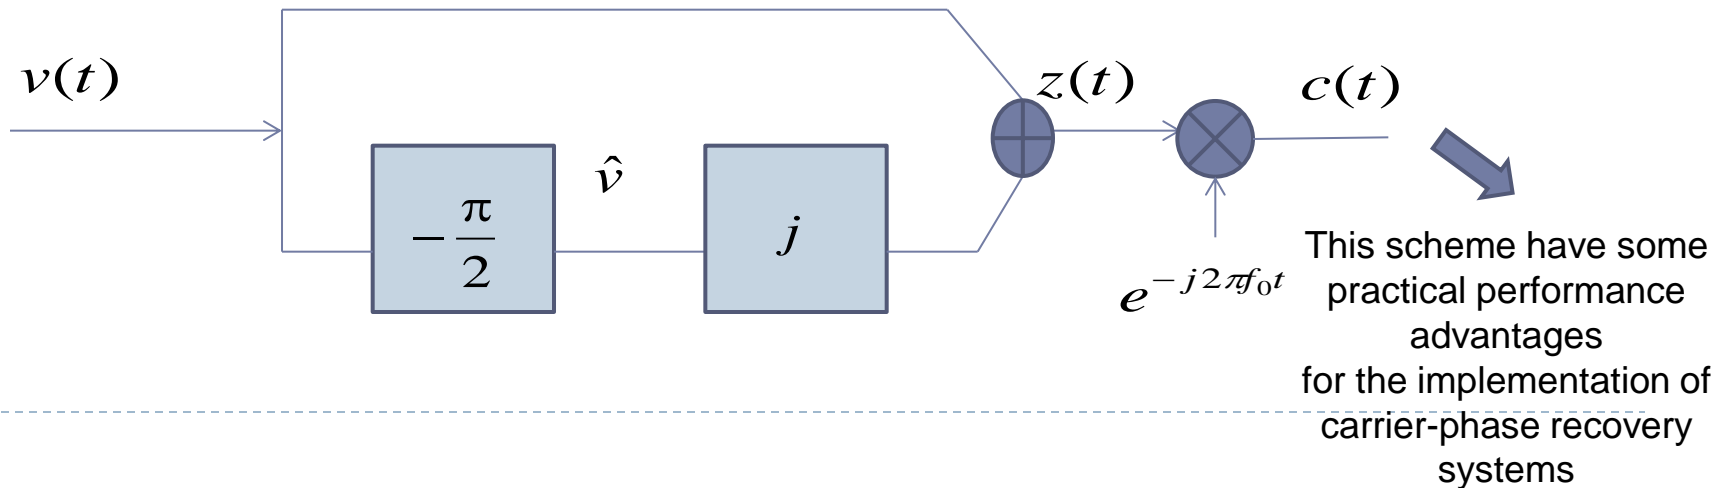 v(t)
z(t)
c(t)
v̂
− π/2
j
e^{−j2πf₀t}
This scheme have some
practical performance
advantages
for the implementation of
carrier-phase recovery
systems